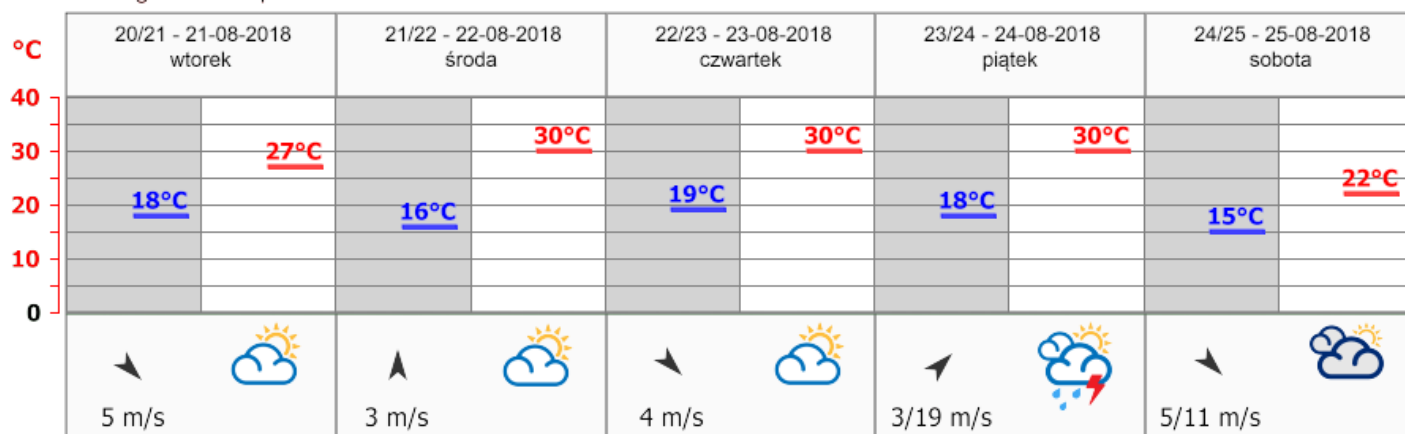 20/21 - 21-08-2018
wtorek
21/22 - 22-08-2018
środa
22/23 - 23-08-2018
czwartek
23/24 - 24-08-2018
piątek
24/25 - 25-08-2018
sobota
°C
40
30
20
10
0
18°C
27°C
16°C
30°C
19°C
30°C
18°C
30°C
15°C
22°C
5 m/s
3 m/s
4 m/s
3/19 m/s
5/11 m/s